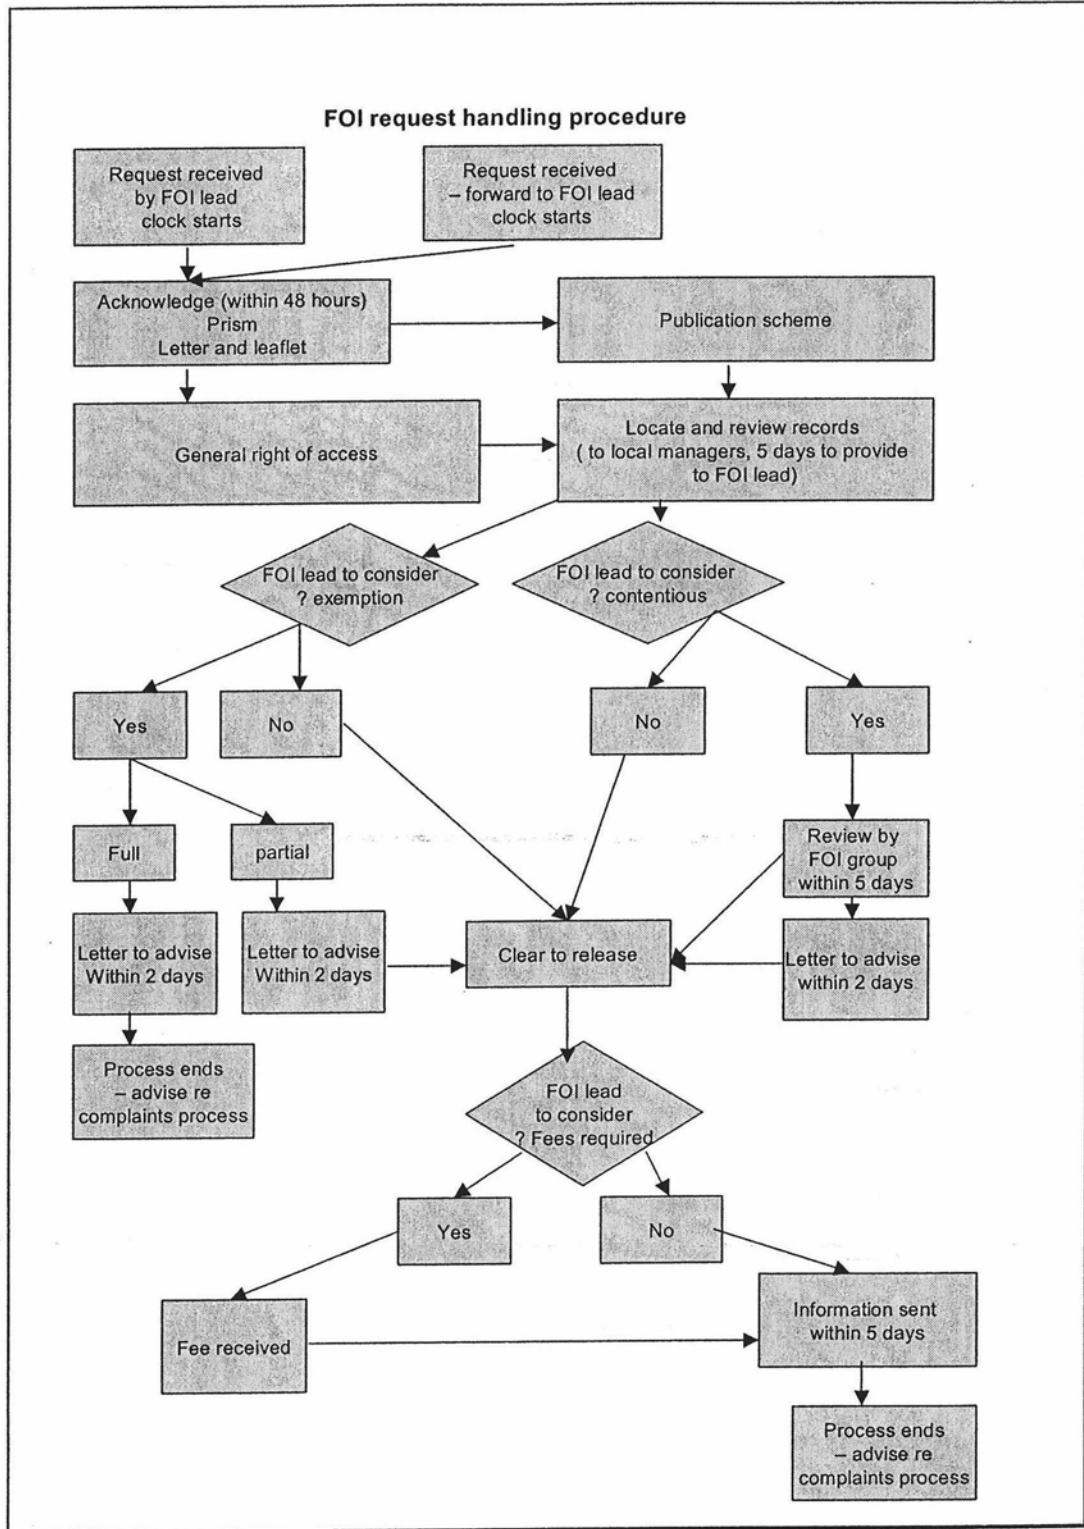 FOI request handling procedure
Request received
by FOI lead
clock starts
Request received
– forward to FOI lead
clock starts
Acknowledge (within 48 hours)
Prism
Letter and leaflet
Publication scheme
General right of access
Locate and review records
( to local managers, 5 days to provide
to FOI lead)
FOI lead to consider
? exemption
FOI lead to consider
? contentious
Yes
No
No
Yes
Full
partial
Review by
FOI group
within 5 days
Letter to advise
Within 2 days
Letter to advise
Within 2 days
Clear to release
Letter to advise
within 2 days
Process ends
– advise re
complaints process
FOI lead
to consider
? Fees required
Yes
No
Fee received
Information sent
within 5 days
Process ends
– advise re
complaints process